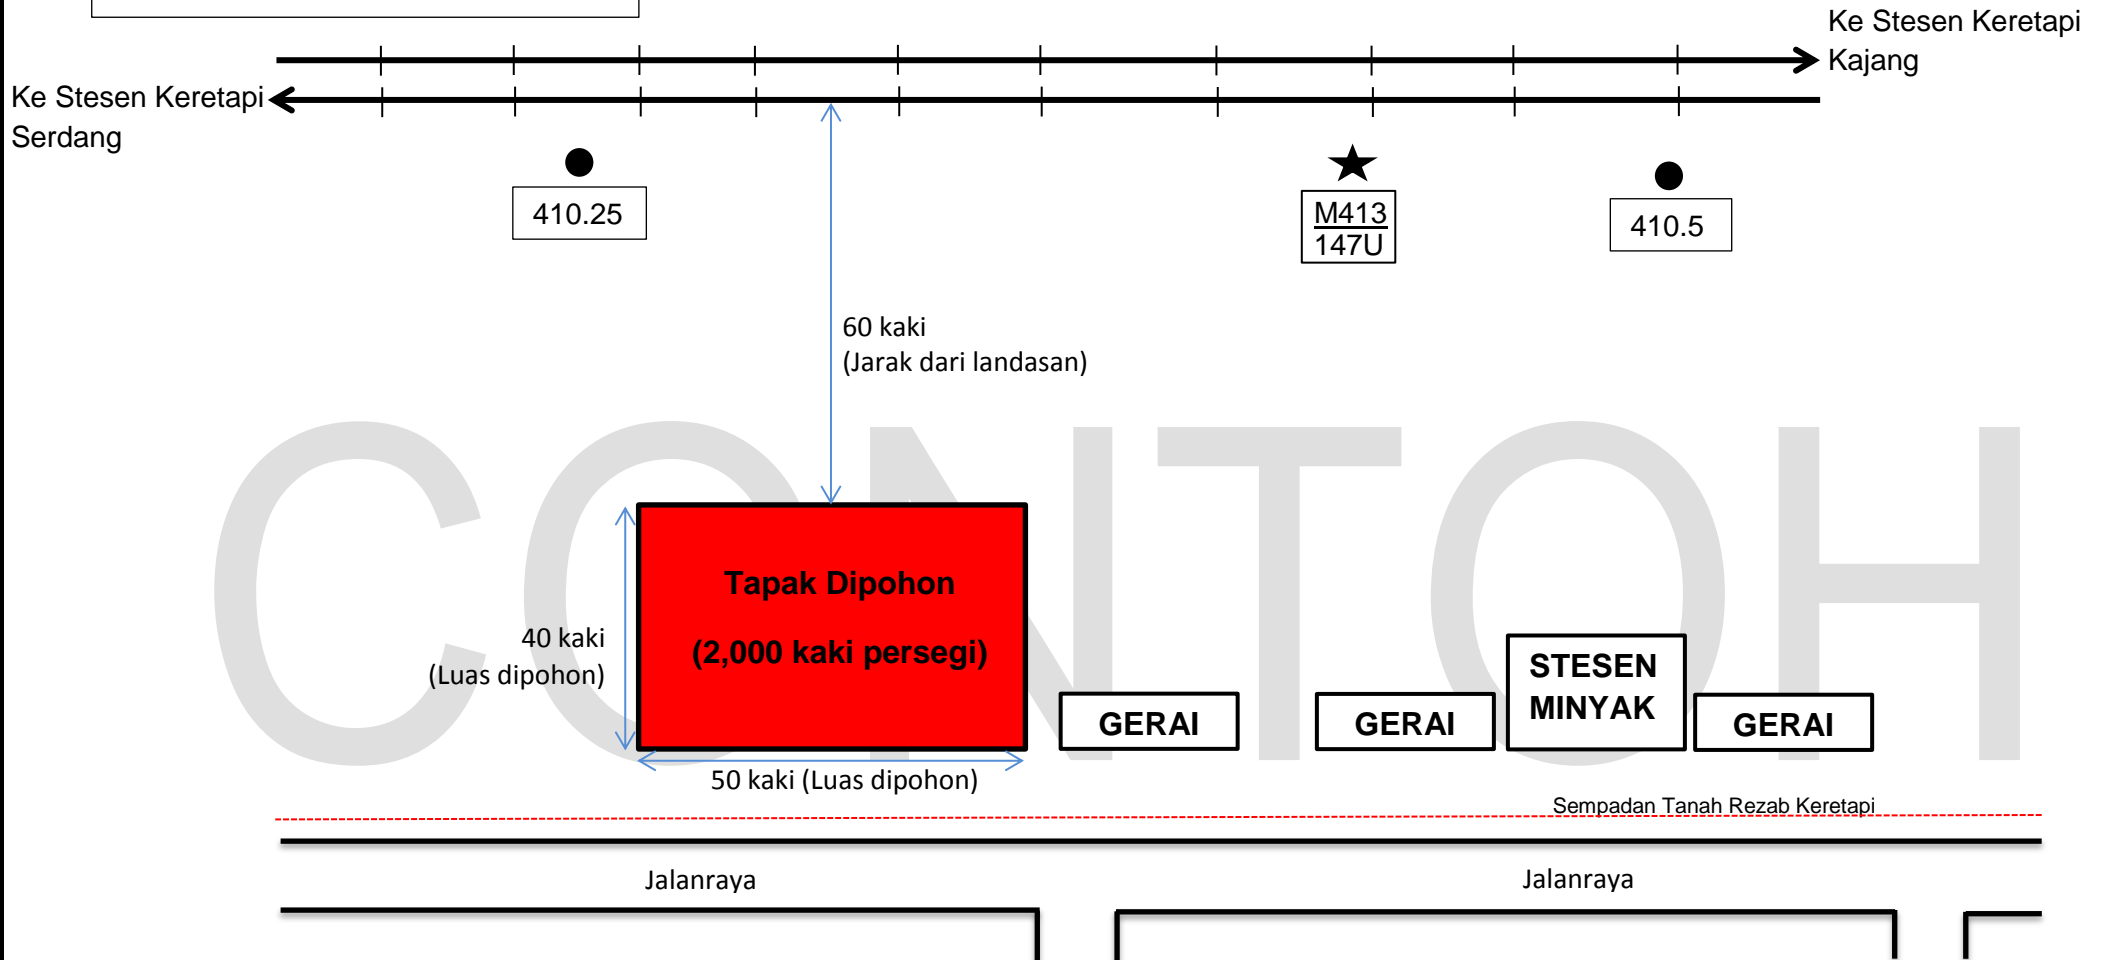 Ke Stesen Keretapi
Kajang
Ke Stesen Keretapi
Serdang
410.25
M413
147U
410.5
60 kaki
(Jarak dari landasan)
CONTOH
Tapak Dipohon
(2,000 kaki persegi)
40 kaki
(Luas dipohon)
STESEN
MINYAK
GERAI
GERAI
GERAI
50 kaki (Luas dipohon)
Sempadan Tanah Rezab Keretapi
Jalanraya
Jalanraya